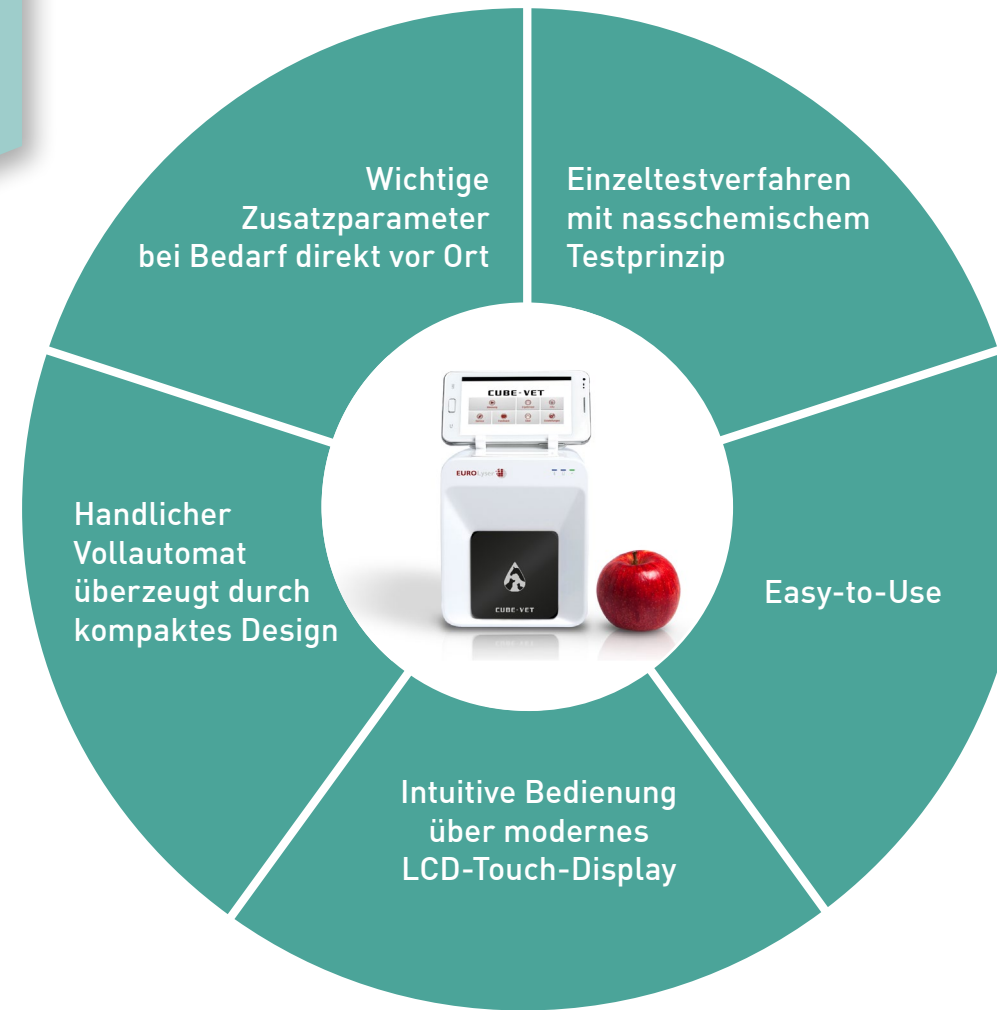 Wichtige
Zusatzparameter
bei Bedarf direkt vor Ort
Einzeltestverfahren
mit nasschemischem
Testprinzip
CUBE-VET
EUROLyser
CUBE-VET
Handlicher
Vollautomat
überzeugt durch
kompaktes Design
Easy-to-Use
Intuitive Bedienung
über modernes
LCD-Touch-Display